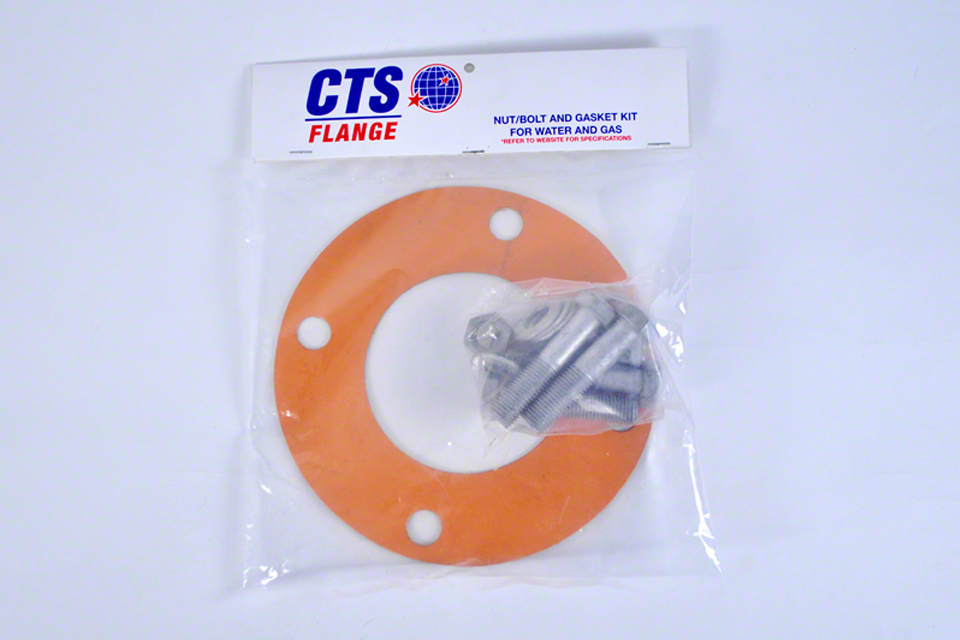 CTS
FLANGE
NUT/BOLT AND GASKET KIT
FOR WATER AND GAS
*REFER TO WEBSITE FOR SPECIFICATIONS